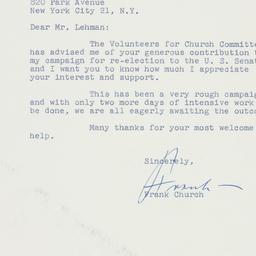 820 Park Avenue
New York City 21, N.Y.
Dear Mr. Lehman:
The Volunteers for Church Committe
has advised me of your generous contribution t
my campaign for re-election to the U. S. Senat
and I want you to know how much I appreciate
your interest and support.
This has been a very rough campaig
and with only two more days of intensive work
be done, we are all eagerly awaiting the outco
Many thanks for your most welcome
help.
Sincerely,
Frank
Frank Church